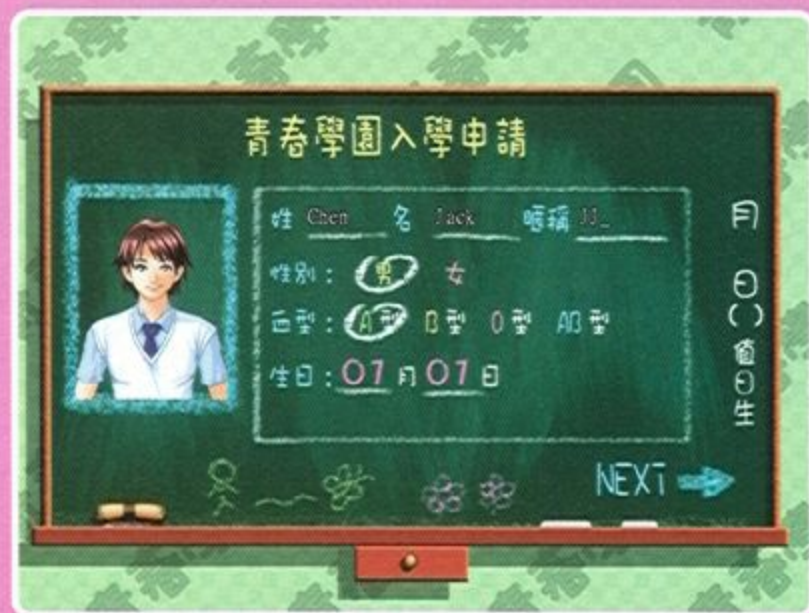 青春學園入學申請
姓 Chen 名 Jack 暱稱 JJ_
性別： 男 女
血型： A型 B型 O型 AB型
生日：01月01日
月 日( ) 值日生
NEXT